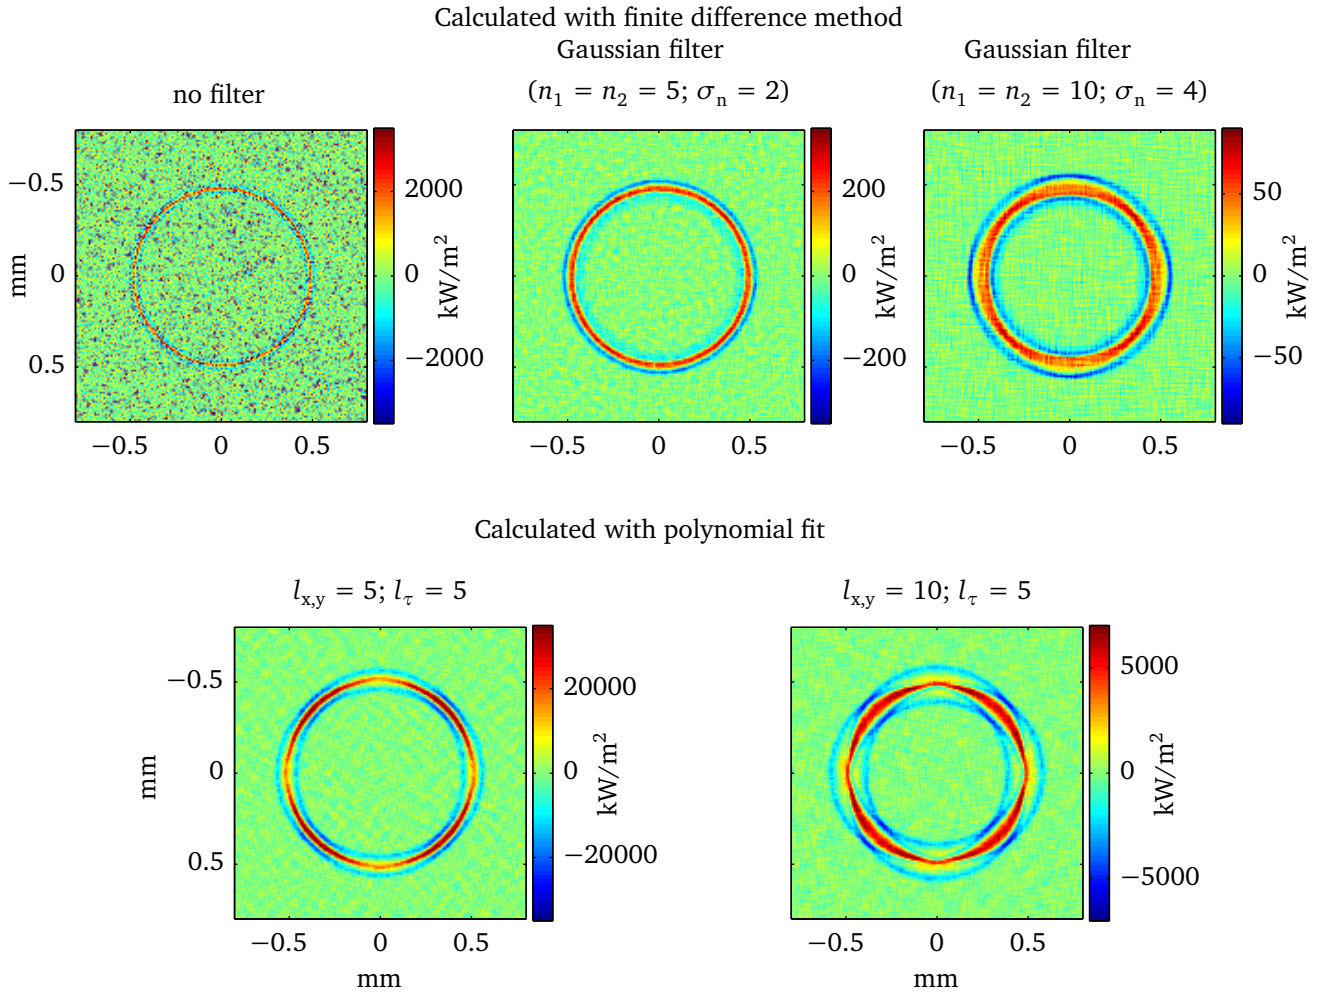 Calculated with finite difference method
no filter
Gaussian filter
(n₁ = n₂ = 5; σₙ = 2)
Gaussian filter
(n₁ = n₂ = 10; σₙ = 4)
−0.5
0
0.5
mm
−0.5 0 0.5
2000
0
−2000
kW/m²
−0.5 0 0.5
200
0
−200
kW/m²
−0.5 0 0.5
50
0
−50
kW/m²
Calculated with polynomial fit
l_{x,y} = 5; l_τ = 5
−0.5
0
0.5
mm
−0.5 0 0.5
mm
20000
0
−20000
kW/m²
l_{x,y} = 10; l_τ = 5
−0.5 0 0.5
mm
5000
0
−5000
kW/m²